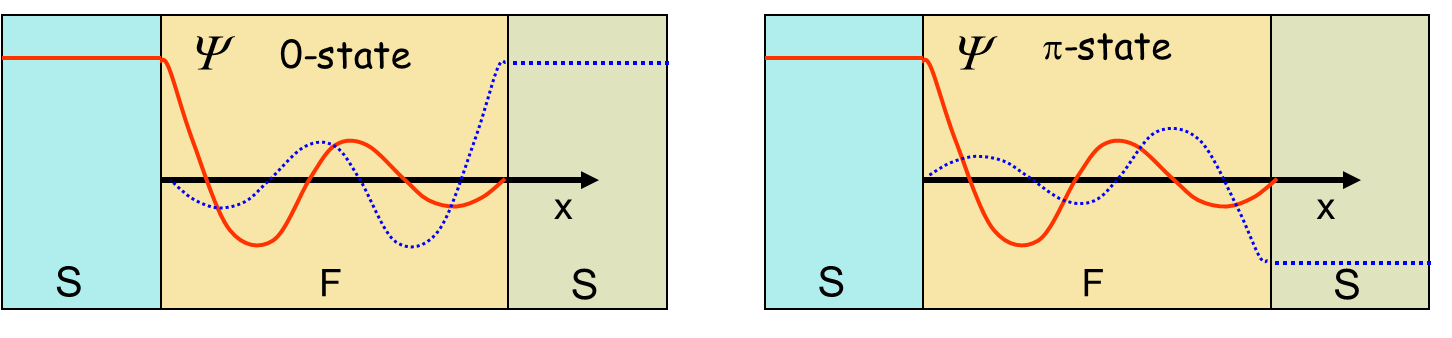 Ψ 0-state
x
S F S
Ψ π-state
x
S F S